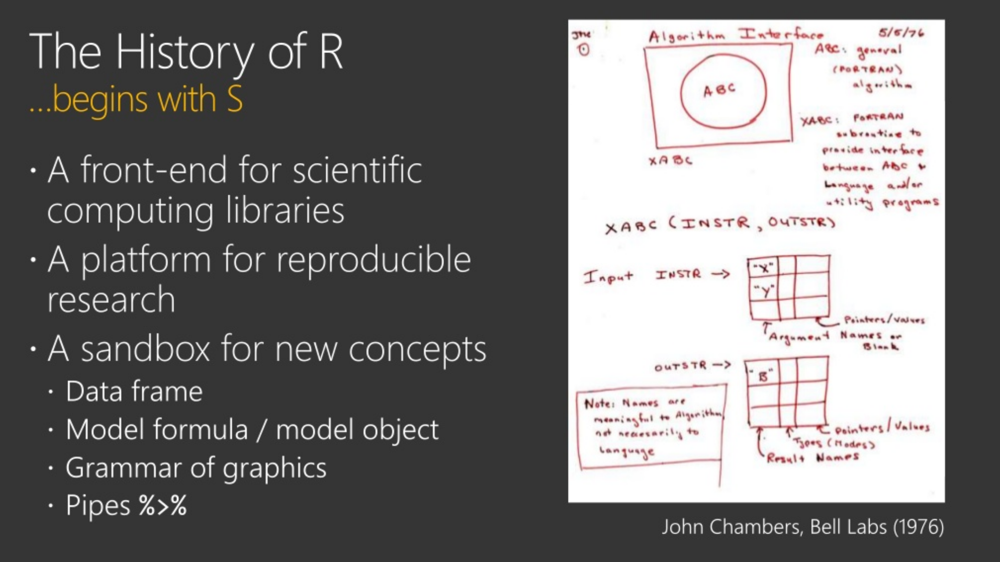 The History of R
...begins with S
· A front-end for scientific
computing libraries
· A platform for reproducible
research
· A sandbox for new concepts
· Data frame
· Model formula / model object
· Grammar of graphics
· Pipes %>%
Algorithm Interface
5/5/76
ABC: general
(FORTRAN)
algorithm
ABC
XABC: FORTRAN
subroutine to
provide interface
between ABC &
Language and/or
utility programs
XABC
XABC (INSTR, OUTSTR)
Input INSTR ->
"X"
"Y"
Pointers/Values
Argument Names or
Blank
OUTSTR ->
"B"
Note: Names are
meaningful to Algorithm,
not necesarily to
Language
Pointers/Values
Types (Modes)
Result Names
John Chambers, Bell Labs (1976)